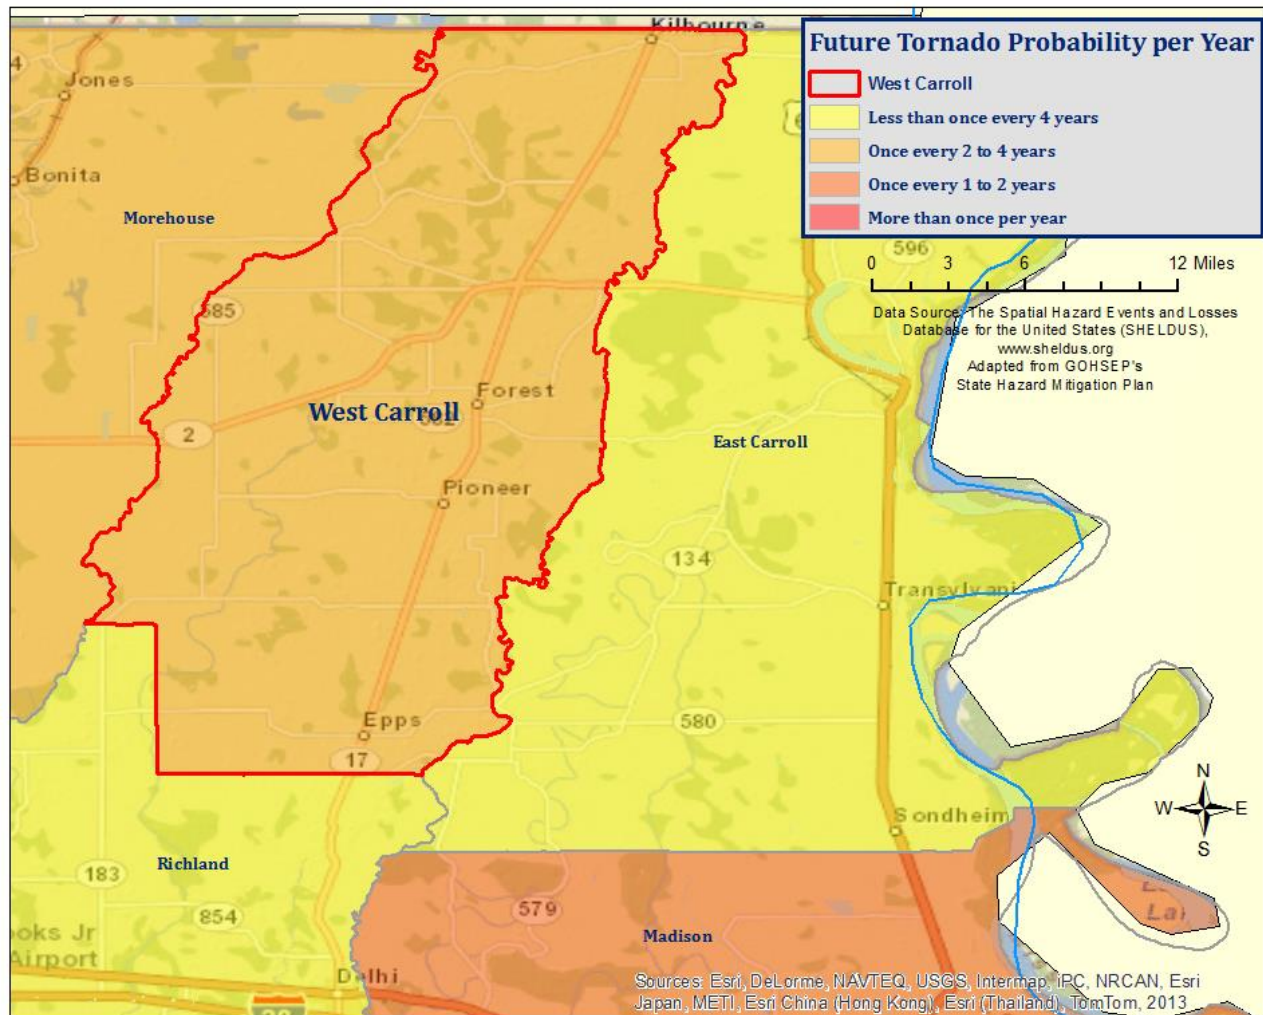 Kilbourne
Future Tornado Probability per Year
West Carroll
Less than once every 4 years
Once every 2 to 4 years
Once every 1 to 2 years
More than once per year
4
Jones
Bonita
Morehouse
596
0 3 6 12 Miles
Data Source: The Spatial Hazard Events and Losses
Database for the United States (SHELDUS),
www.sheldus.org
Adapted from GOHSEP's
State Hazard Mitigation Plan
585
Forest
West Carroll
2
East Carroll
Pioneer
134
Transylvani
Epps
580
17
N
W E
S
Sondheim
Richland
183
579
854
Madison
oks Jr
Airport
Delhi
Sources: Esri, DeLorme, NAVTEQ, USGS, Intermap, iPC, NRCAN, Esri
Japan, METI, Esri China (Hong Kong), Esri (Thailand), TomTom, 2013